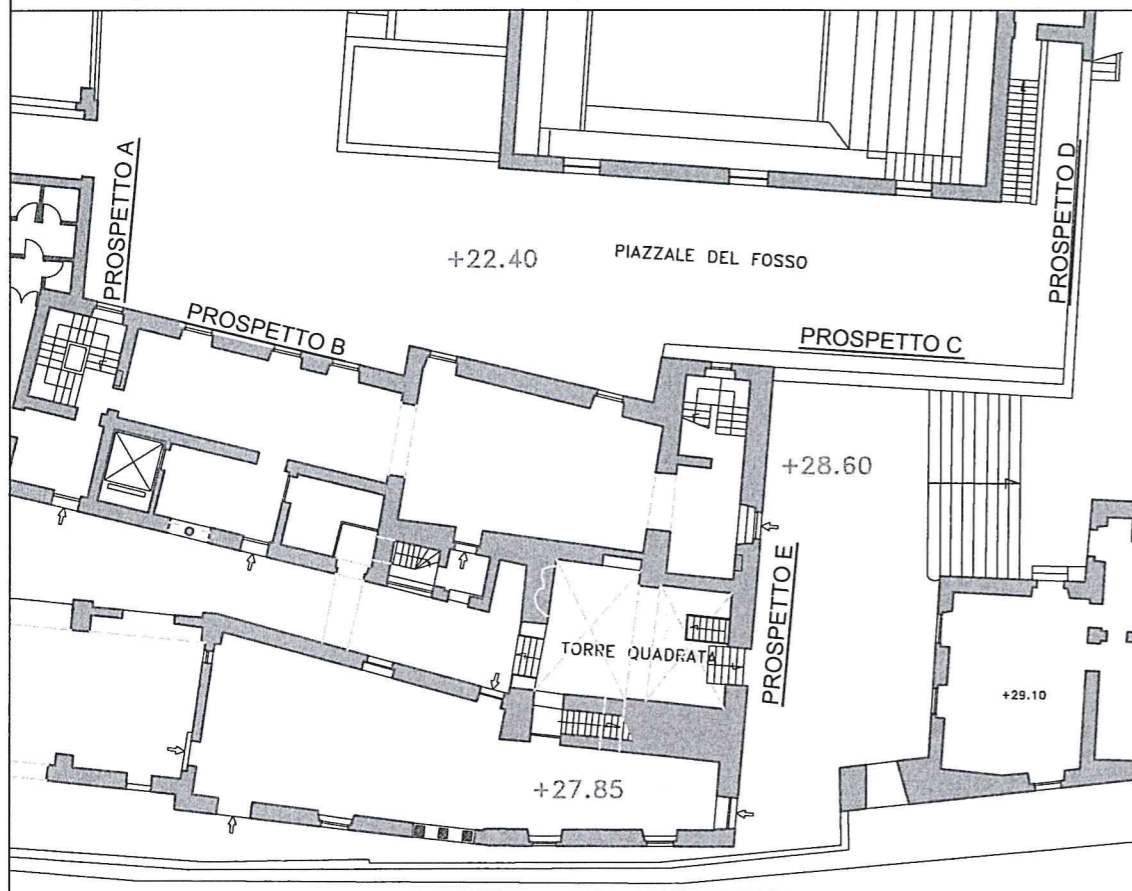 PROSPETTO A
PROSPETTO D
+22.40
PIAZZALE DEL FOSSO
PROSPETTO B
PROSPETTO C
+28.60
PROSPETTO E
TORRE QUADRATA
+29.10
+27.85